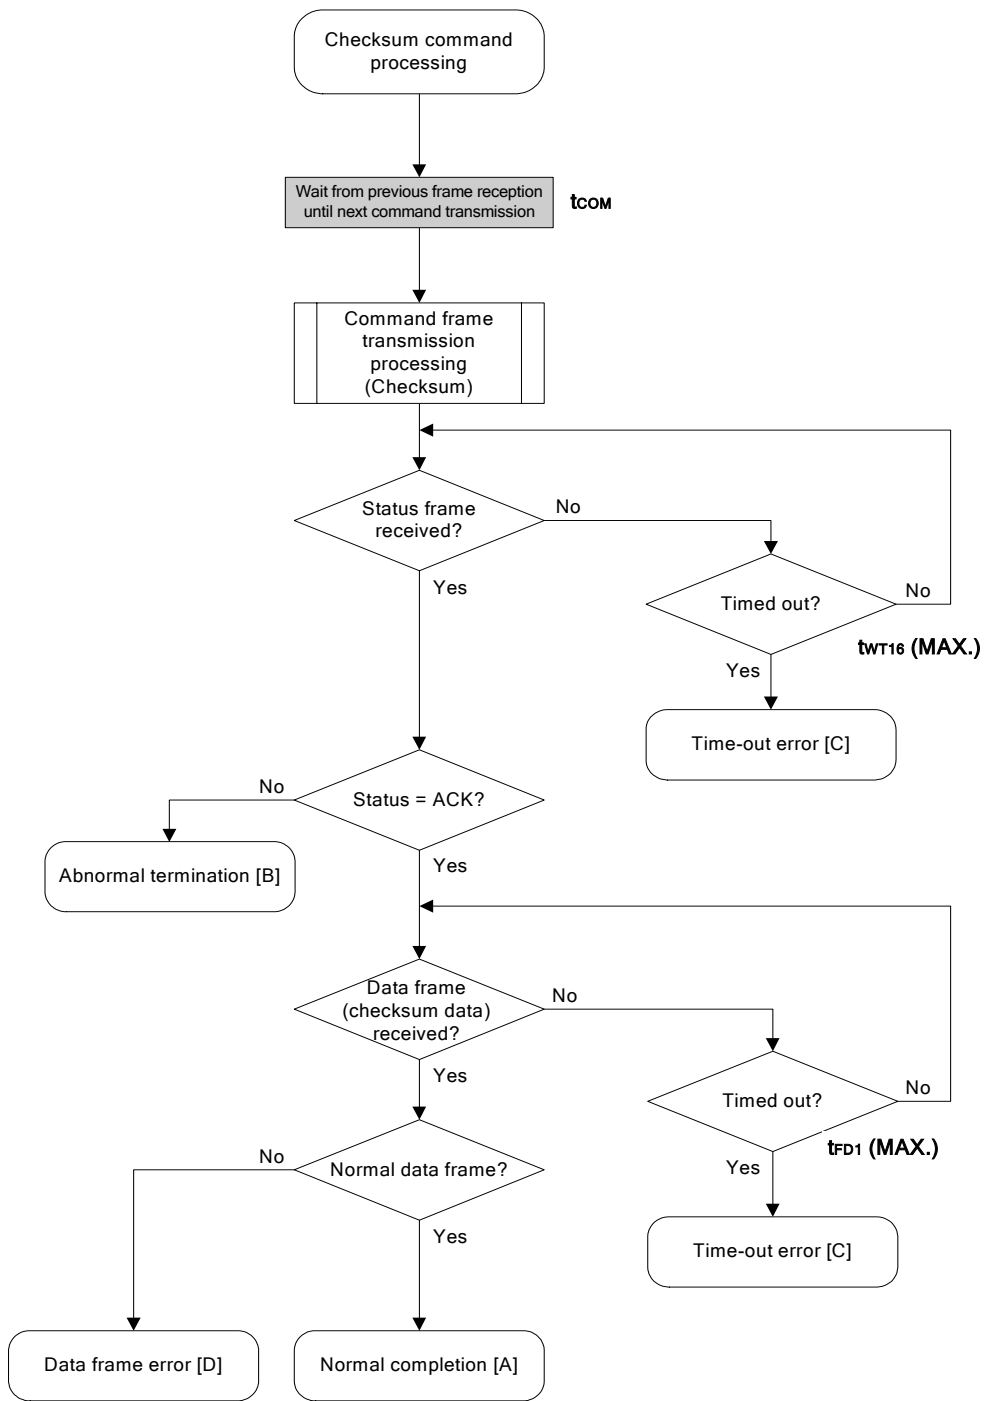 Checksum command
processing
Wait from previous frame reception
until next command transmission
tCOM
Command frame
transmission
processing
(Checksum)
Status frame
received?
No
Yes
Timed out?
No
tWT16 (MAX.)
Yes
Time-out error [C]
Status = ACK?
No
Abnormal termination [B]
Yes
Data frame
(checksum data)
received?
No
Yes
Timed out?
No
tFD1 (MAX.)
Yes
Time-out error [C]
Normal data frame?
No
Yes
Data frame error [D]
Normal completion [A]